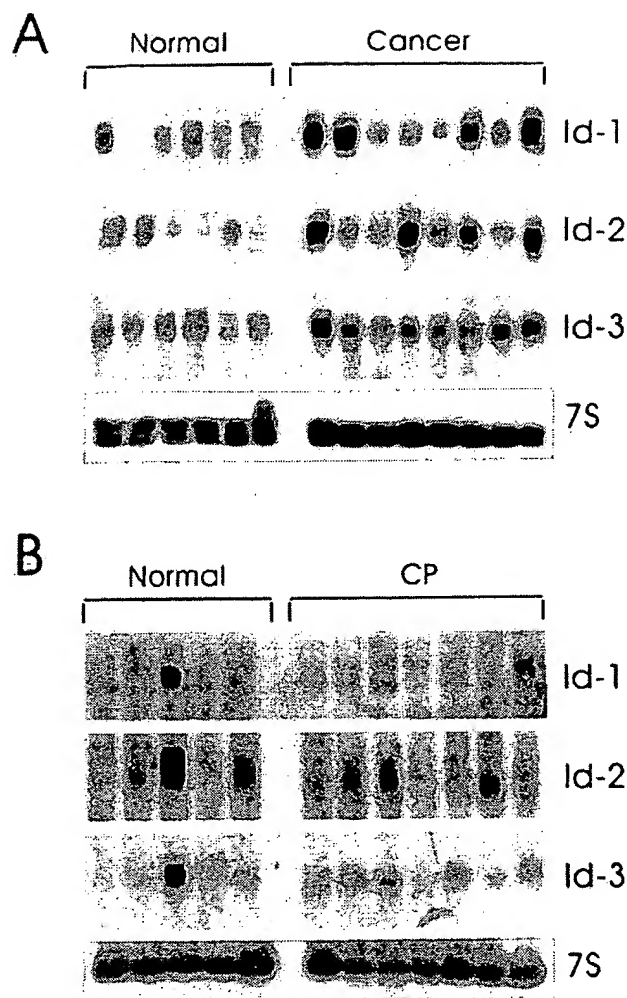 A
Normal Cancer
Id-1
Id-2
Id-3
7S
B
Normal CP
Id-1
Id-2
Id-3
7S